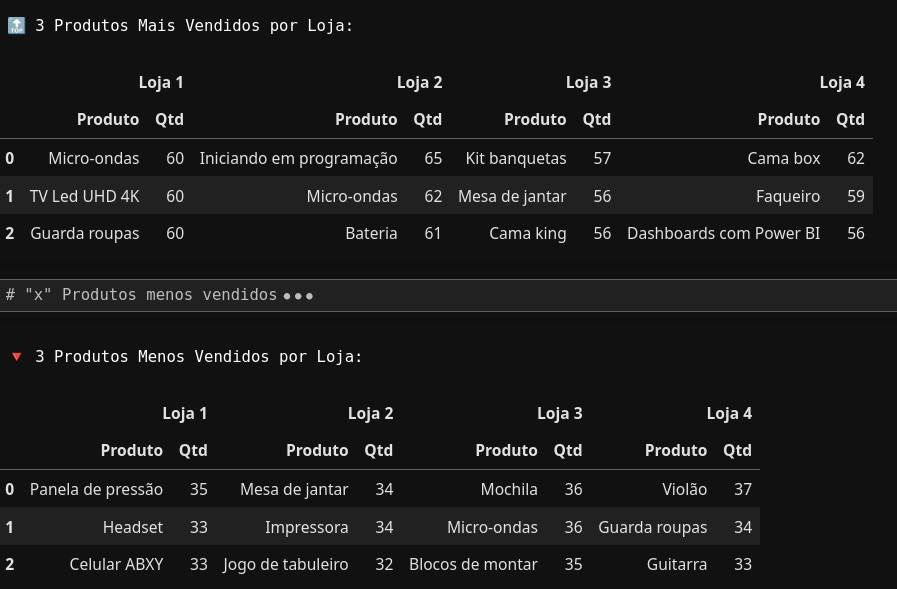 🔝 3 Produtos Mais Vendidos por Loja:
Loja 1 Loja 2 Loja 3 Loja 4
Produto Qtd Produto Qtd Produto Qtd Produto Qtd
0 Micro-ondas 60 Iniciando em programação 65 Kit banquetas 57 Cama box 62
1 TV Led UHD 4K 60 Micro-ondas 62 Mesa de jantar 56 Faqueiro 59
2 Guarda roupas 60 Bateria 61 Cama king 56 Dashboards com Power BI 56
# "x" Produtos menos vendidos ●●●
🔻 3 Produtos Menos Vendidos por Loja:
Loja 1 Loja 2 Loja 3 Loja 4
Produto Qtd Produto Qtd Produto Qtd Produto Qtd
0 Panela de pressão 35 Mesa de jantar 34 Mochila 36 Violão 37
1 Headset 33 Impressora 34 Micro-ondas 36 Guarda roupas 34
2 Celular ABXY 33 Jogo de tabuleiro 32 Blocos de montar 35 Guitarra 33